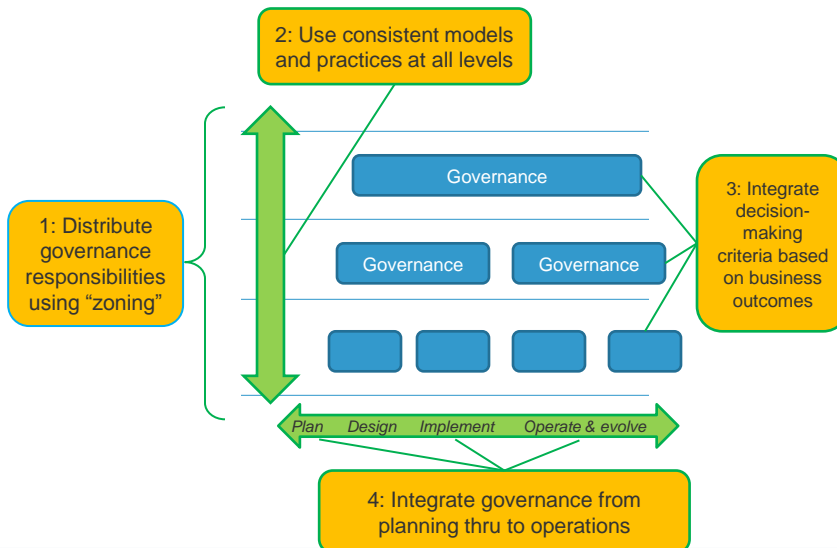 2: Use consistent models
and practices at all levels
Governance
1: Distribute
governance
responsibilities
using “zoning”
3: Integrate
decision-
making
criteria based
on business
outcomes
Governance
Governance
Plan
Design
Implement
Operate & evolve
4: Integrate governance from
planning thru to operations